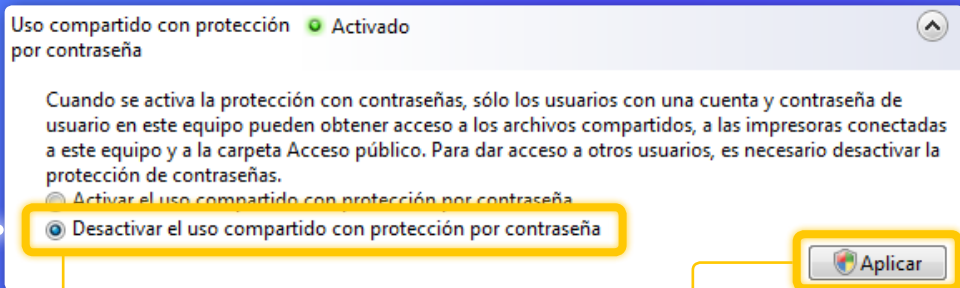 Uso compartido con protección Activado
por contraseña
Cuando se activa la protección con contraseñas, sólo los usuarios con una cuenta y contraseña de
usuario en este equipo pueden obtener acceso a los archivos compartidos, a las impresoras conectadas
a este equipo y a la carpeta Acceso público. Para dar acceso a otros usuarios, es necesario desactivar la
protección de contraseñas.
Activar el uso compartido con protección por contraseña
Desactivar el uso compartido con protección por contraseña
Aplicar